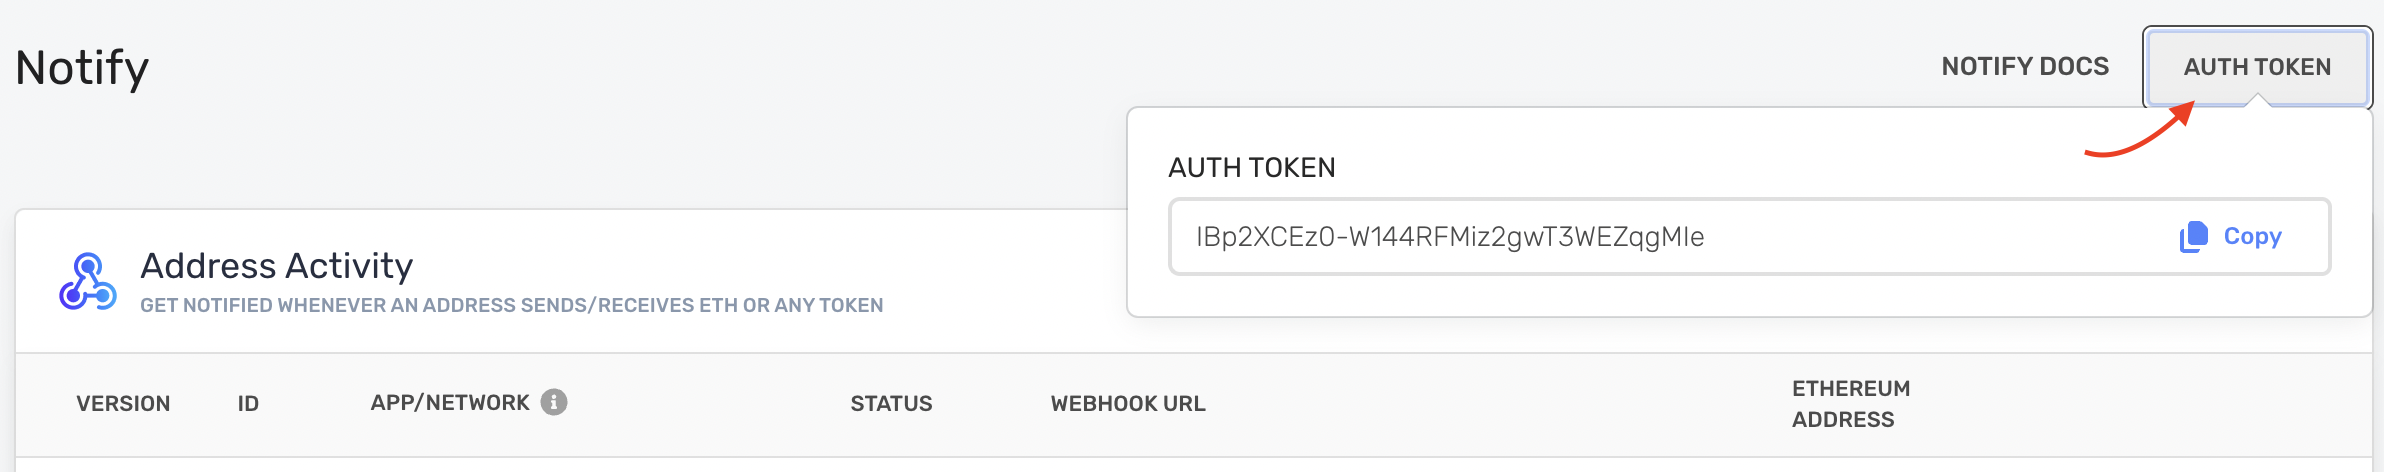 Notify
NOTIFY DOCS
AUTH TOKEN
AUTH TOKEN
IBp2XCEz0-W144RFMiz2gwT3WEZqgMIe
Copy
Address Activity
GET NOTIFIED WHENEVER AN ADDRESS SENDS/RECEIVES ETH OR ANY TOKEN
VERSION
ID
APP/NETWORK
STATUS
WEBHOOK URL
ETHEREUM
ADDRESS